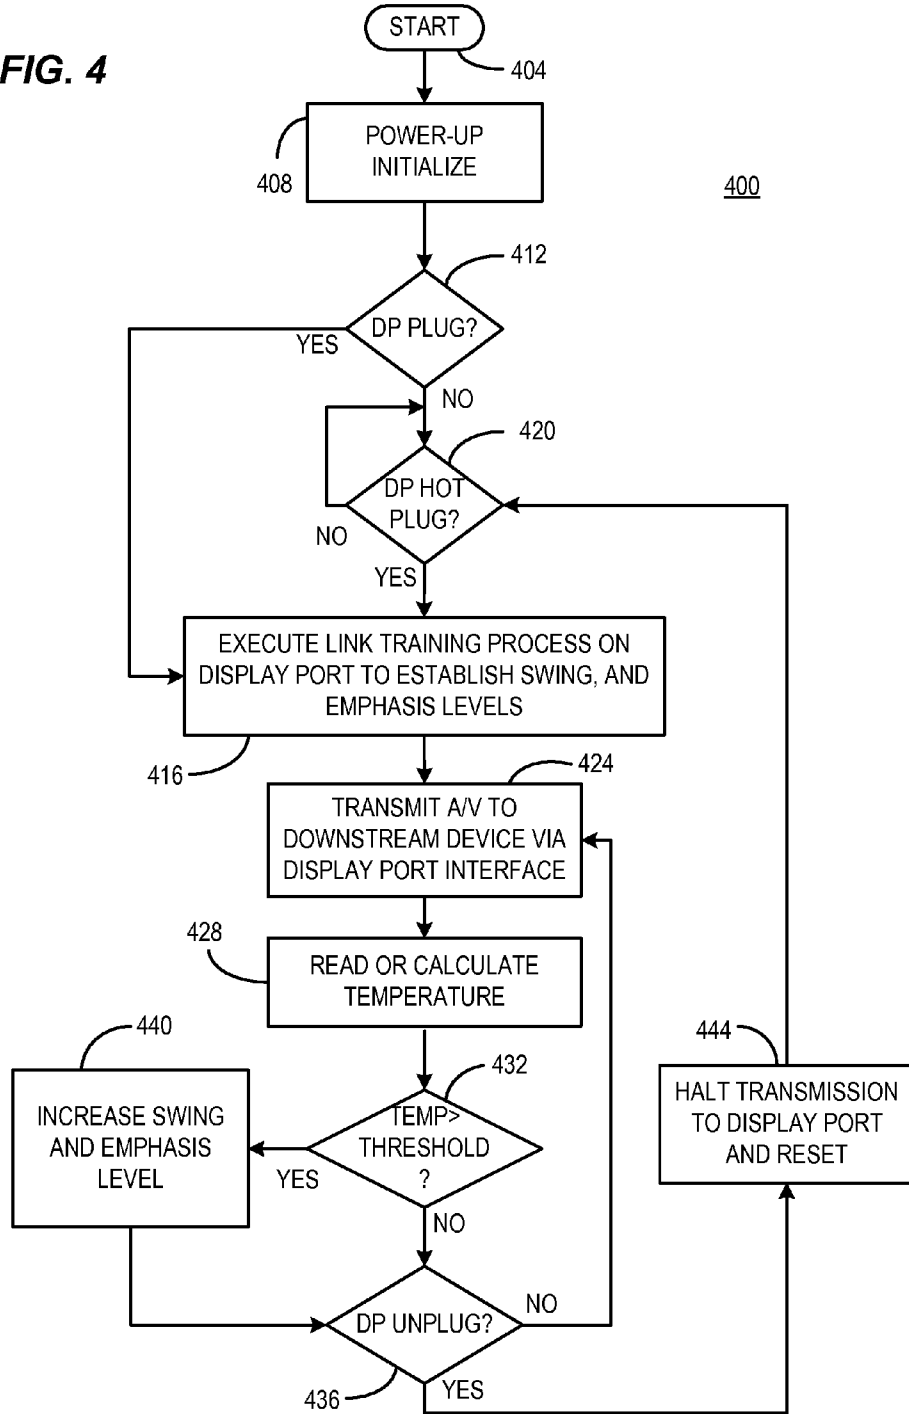 START
FIG. 4
404
POWER-UP
INITIALIZE
408
400
412
DP PLUG?
YES
NO
420
DP HOT
PLUG?
NO
YES
EXECUTE LINK TRAINING PROCESS ON
DISPLAY PORT TO ESTABLISH SWING, AND
EMPHASIS LEVELS
416
424
TRANSMIT A/V TO
DOWNSTREAM DEVICE VIA
DISPLAY PORT INTERFACE
428
READ OR CALCULATE
TEMPERATURE
440
432
444
INCREASE SWING
AND EMPHASIS
LEVEL
TEMP>
THRESHOLD
?
YES
NO
HALT TRANSMISSION
TO DISPLAY PORT
AND RESET
DP UNPLUG?
NO
436
YES